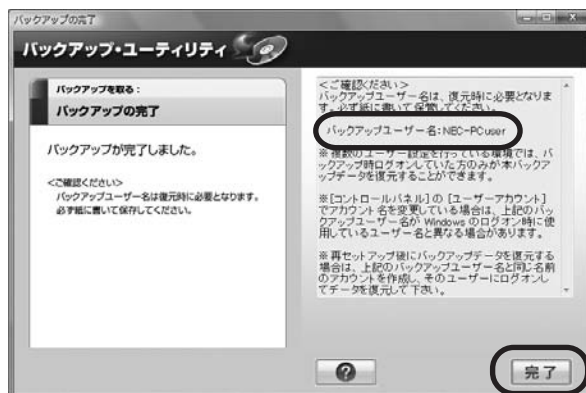 バックアップの完了
バックアップ・ユーティリティ
バックアップを取る：
バックアップの完了
バックアップが完了しました。
<ご確認ください>
バックアップユーザー名は復元時に必要となります。
必ず紙に書いて保存してください。
<ご確認ください>
バックアップユーザー名は、復元時に必要となりま
す。必ず紙に書いて保管してください。
バックアップユーザー名：NEC-PCuser
※複数のユーザー設定を行っている環境では、バ
ックアップ時ログオンしていた方のみが本バックア
ップデータを復元することができます。
※[コントロールパネル]の[ユーザーアカウント]
でアカウント名を変更している場合は、上記のバッ
クアップユーザー名が Windows のログオン時に使
用しているユーザー名と異なる場合があります。
※再セットアップ後にバックアップデータを復元する
場合は、上記のバックアップユーザー名と同じ名前
のアカウントを作成し、そのユーザーにログオンし
てデータを復元して下さい。
?
完了